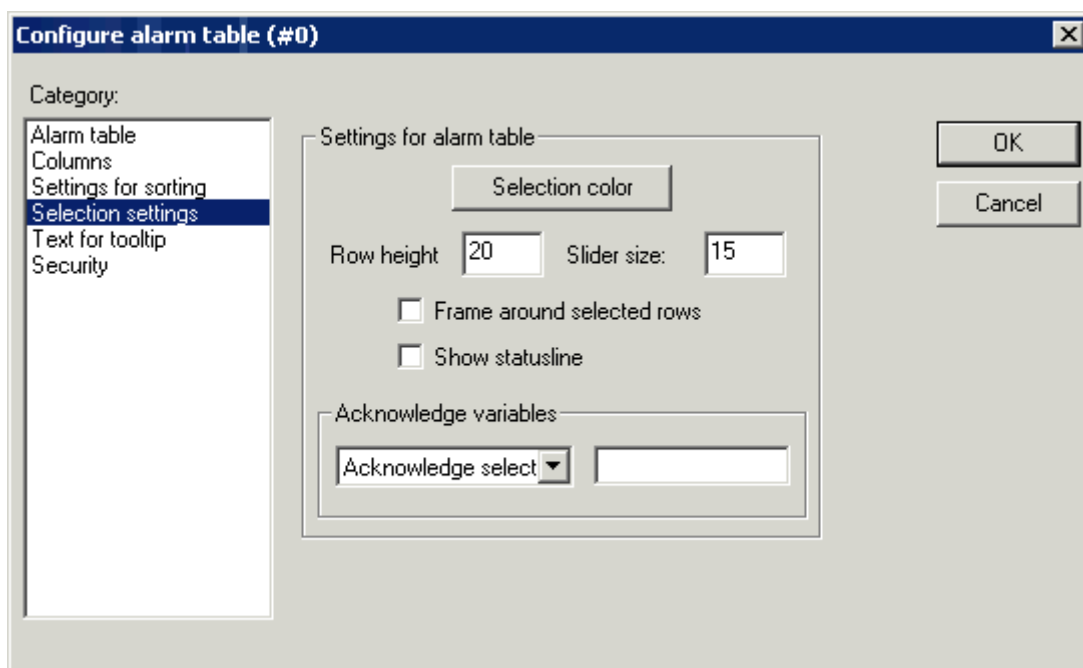 Configure alarm table (#0)
Category:
Alarm table
Columns
Settings for sorting
Selection settings
Text for tooltip
Security
Settings for alarm table
Selection color
Row height 20 Slider size: 15
Frame around selected rows
Show statusline
Acknowledge variables
Acknowledge select
OK
Cancel